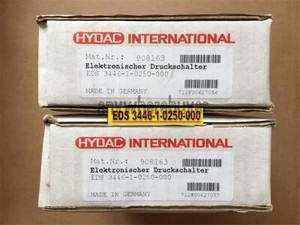 HYDAC INTERNATIONAL
Mat.Nr.: 908163
Elektronischer Druckschalter
EDS 3446-1-0250-000
MADE IN GERMANY
EDS 3446-1-0250-000
HYDAC INTERNATIONAL
Mat.Nr.: 908163
Elektronischer Druckschalter
EDS 3446-1-0250-000
MADE IN GERMANY